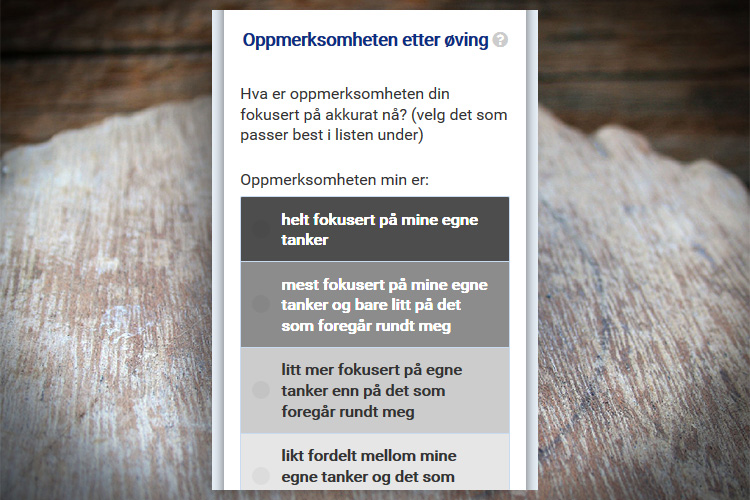 Oppmerksomheten etter øving ?
Hva er oppmerksomheten din
fokusert på akkurat nå? (velg det som
passer best i listen under)
Oppmerksomheten min er:
helt fokusert på mine egne
tanker
mest fokusert på mine egne
tanker og bare litt på det
som foregår rundt meg
litt mer fokusert på egne
tanker enn på det som
foregår rundt meg
likt fordelt mellom mine
egne tanker og det som